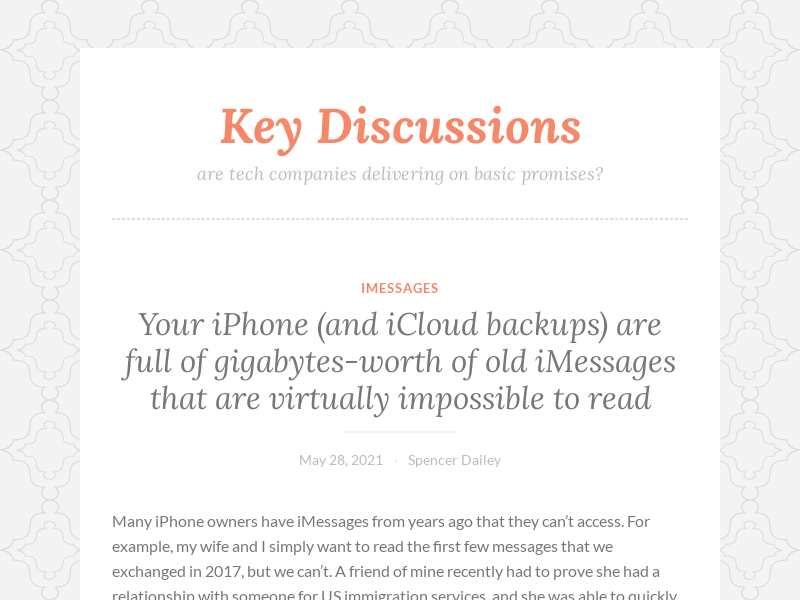 Key Discussions
are tech companies delivering on basic promises?
IMESSAGES
Your iPhone (and iCloud backups) are
full of gigabytes-worth of old iMessages
that are virtually impossible to read
May 28, 2021 · Spencer Dailey
Many iPhone owners have iMessages from years ago that they can’t access. For
example, my wife and I simply want to read the first few messages that we
exchanged in 2017, but we can’t. A friend of mine recently had to prove she had a
relationship with someone for US immigration services, and she was able to quickly